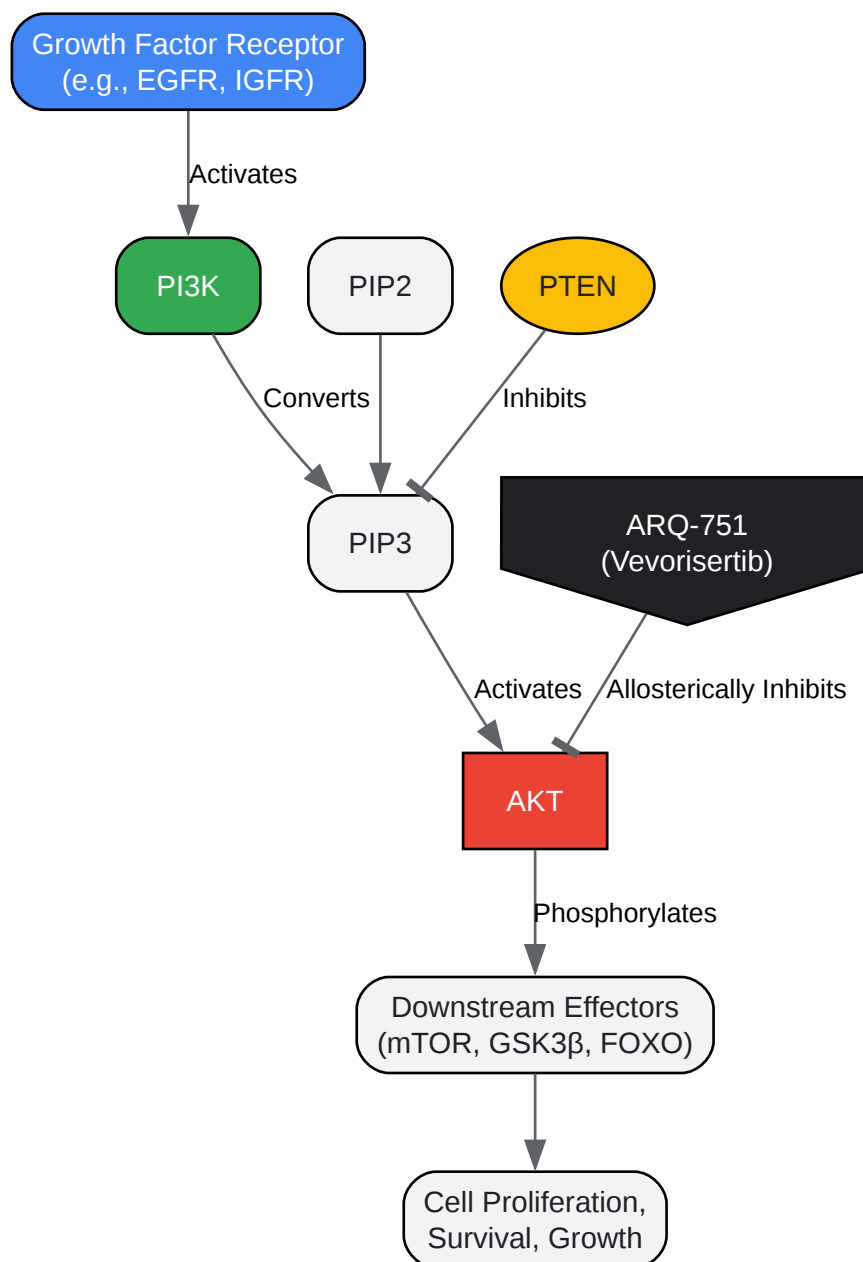 Growth Factor Receptor
(e.g., EGFR, IGFR)
Activates
PI3K
PIP2
PTEN
Converts
Inhibits
PIP3
ARQ-751
(Vevorisertib)
Activates
Allosterically Inhibits
AKT
Phosphorylates
Downstream Effectors
(mTOR, GSK3β, FOXO)
Cell Proliferation,
Survival, Growth